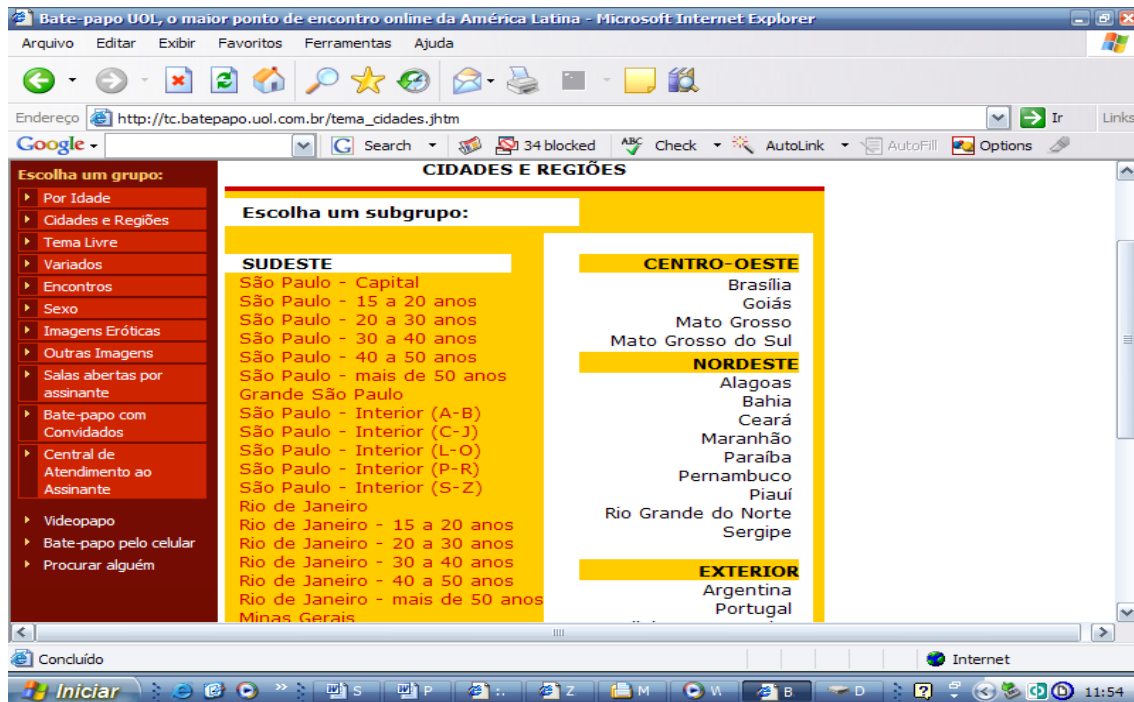 Bate-papo UOL, o maior ponto de encontro online da América Latina - Microsoft Internet Explorer
Arquivo Editar Exibir Favoritos Ferramentas Ajuda
Endereço http://tc.batepapo.uol.com.br/tema_cidades.jhtm Ir Links
Google Search 34 blocked ABC Check AutoLink AutoFill Options
Escolha um grupo:
Por Idade
Cidades e Regiões
Tema Livre
Variados
Encontros
Sexo
Imagens Eróticas
Outras Imagens
Salas abertas por
assinante
Bate-papo com
Convidados
Central de
Atendimento ao
Assinante
Videopapo
Bate-papo pelo celular
Procurar alguém
CIDADES E REGIÕES
Escolha um subgrupo:
SUDESTE
São Paulo - Capital
São Paulo - 15 a 20 anos
São Paulo - 20 a 30 anos
São Paulo - 30 a 40 anos
São Paulo - 40 a 50 anos
São Paulo - mais de 50 anos
Grande São Paulo
São Paulo - Interior (A-B)
São Paulo - Interior (C-J)
São Paulo - Interior (L-O)
São Paulo - Interior (P-R)
São Paulo - Interior (S-Z)
Rio de Janeiro
Rio de Janeiro - 15 a 20 anos
Rio de Janeiro - 20 a 30 anos
Rio de Janeiro - 30 a 40 anos
Rio de Janeiro - 40 a 50 anos
Rio de Janeiro - mais de 50 anos
Minas Gerais
CENTRO-OESTE
Brasília
Goiás
Mato Grosso
Mato Grosso do Sul
NORDESTE
Alagoas
Bahia
Ceará
Maranhão
Paraíba
Pernambuco
Piauí
Rio Grande do Norte
Sergipe
EXTERIOR
Argentina
Portugal
Concluído Internet
Iniciar S P :. Z M W B D 11:54